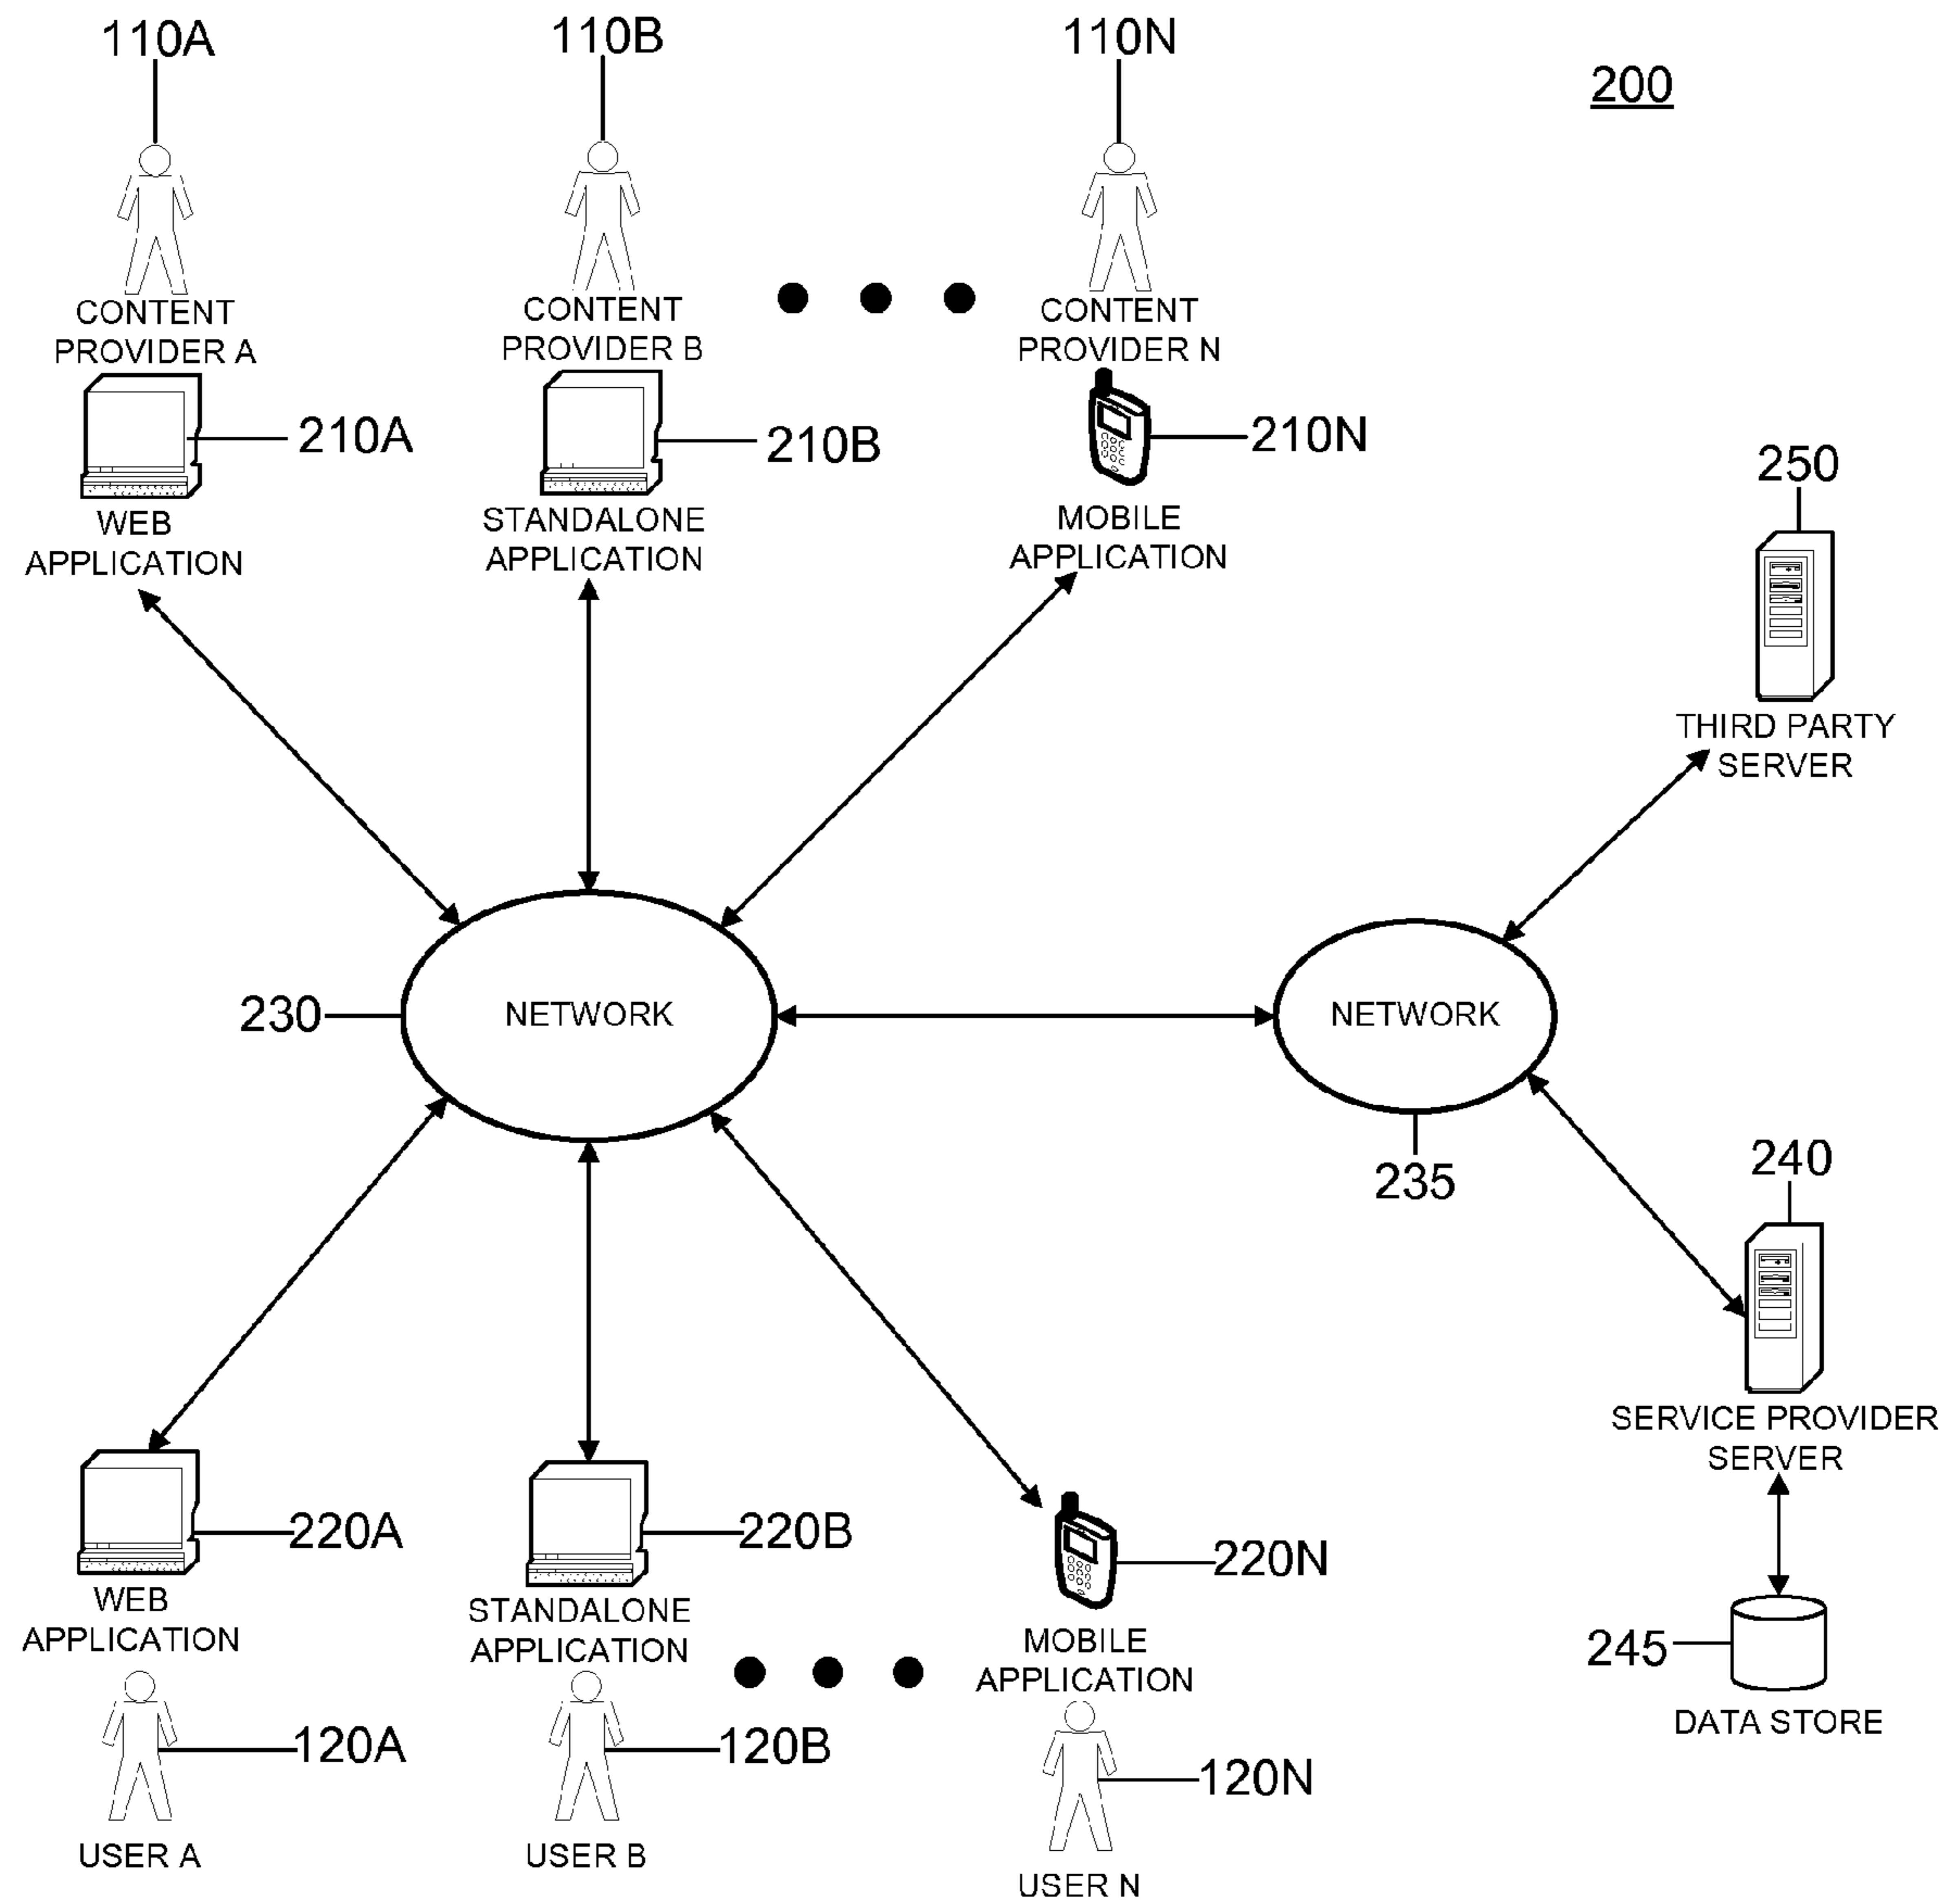 110A
110B
110N
200
CONTENT
PROVIDER A
CONTENT
PROVIDER B
CONTENT
PROVIDER N
210A
210B
210N
WEB
APPLICATION
STANDALONE
APPLICATION
MOBILE
APPLICATION
250
THIRD PARTY
SERVER
230
NETWORK
NETWORK
235
240
SERVICE PROVIDER
SERVER
220A
220B
220N
WEB
APPLICATION
STANDALONE
APPLICATION
MOBILE
APPLICATION
245
DATA STORE
120A
120B
120N
USER A
USER B
USER N